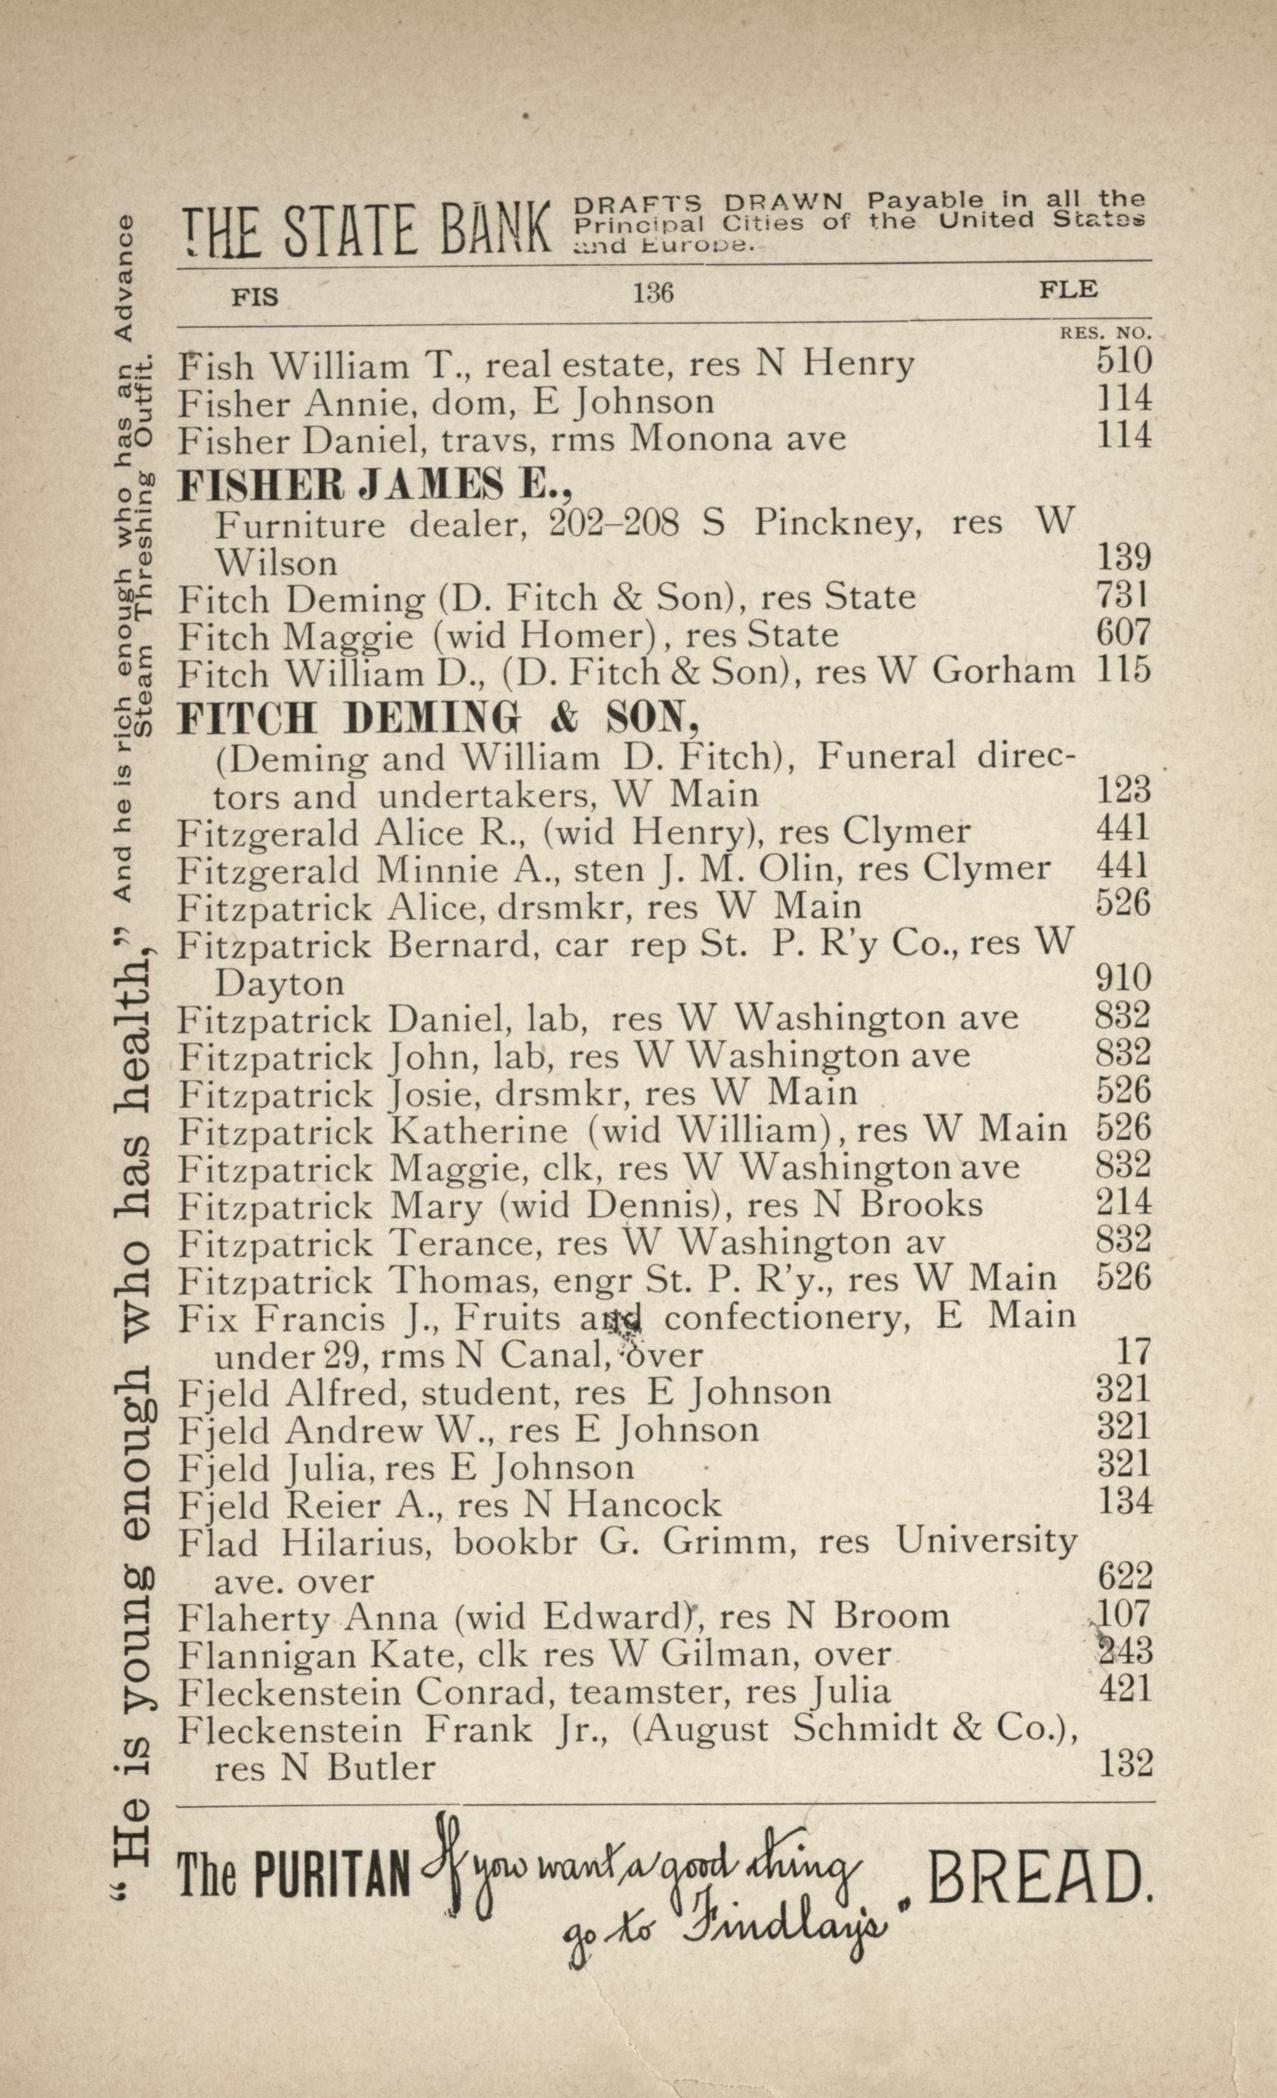 THE STATE BANK DRAFTS DRAWN Payable in all the
Principal Cities of the United States
and Europe.
FIS 136 FLE
RES. NO.
Fish William T., real estate, res N Henry 510
Fisher Annie, dom, E Johnson 114
Fisher Daniel, travs, rms Monona ave 114
FISHER JAMES E.,
Furniture dealer, 202–208 S Pinckney, res W
Wilson 139
Fitch Deming (D. Fitch & Son), res State 731
Fitch Maggie (wid Homer), res State 607
Fitch William D., (D. Fitch & Son), res W Gorham 115
FITCH DEMING & SON,
(Deming and William D. Fitch), Funeral direc-
tors and undertakers, W Main 123
Fitzgerald Alice R., (wid Henry), res Clymer 441
Fitzgerald Minnie A., sten J. M. Olin, res Clymer 441
Fitzpatrick Alice, drsmkr, res W Main 526
Fitzpatrick Bernard, car rep St. P. R'y Co., res W
Dayton 910
Fitzpatrick Daniel, lab, res W Washington ave 832
Fitzpatrick John, lab, res W Washington ave 832
Fitzpatrick Josie, drsmkr, res W Main 526
Fitzpatrick Katherine (wid William), res W Main 526
Fitzpatrick Maggie, clk, res W Washington ave 832
Fitzpatrick Mary (wid Dennis), res N Brooks 214
Fitzpatrick Terance, res W Washington av 832
Fitzpatrick Thomas, engr St. P. R'y., res W Main 526
Fix Francis J., Fruits and confectionery, E Main
under 29, rms N Canal, over 17
Fjeld Alfred, student, res E Johnson 321
Fjeld Andrew W., res E Johnson 321
Fjeld Julia, res E Johnson 321
Fjeld Reier A., res N Hancock 134
Flad Hilarius, bookbr G. Grimm, res University
ave. over 622
Flaherty Anna (wid Edward), res N Broom 107
Flannigan Kate, clk res W Gilman, over 243
Fleckenstein Conrad, teamster, res Julia 421
Fleckenstein Frank Jr., (August Schmidt & Co.),
res N Butler 132
The PURITAN If you want a good thing
go to Findlay's. BREAD.
"He is young enough who has health," And he is rich enough who has an Advance
Steam Threshing Outfit.